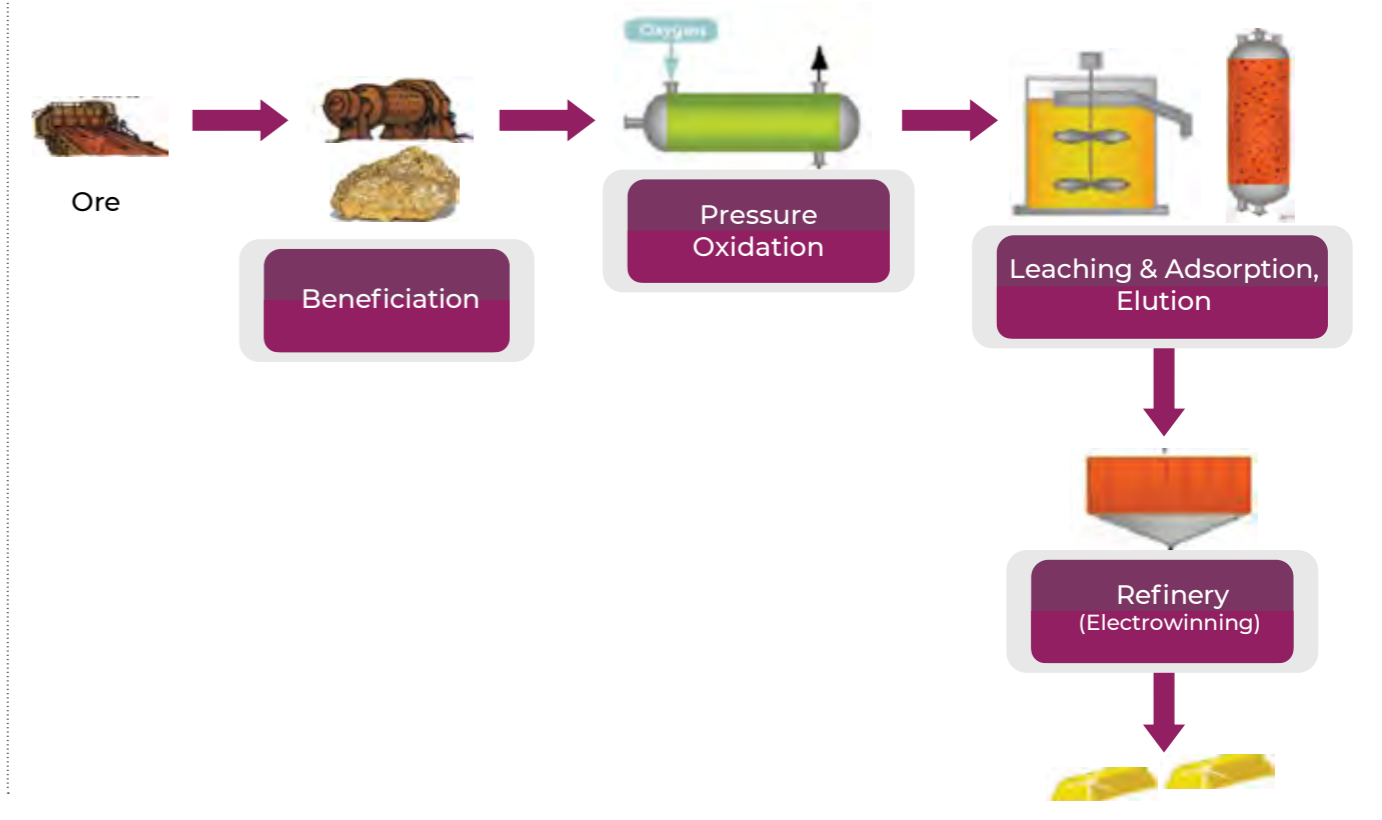 Oxygen
Ore
Beneficiation
Pressure
Oxidation
Leaching & Adsorption,
Elution
Refinery
(Electrowinning)